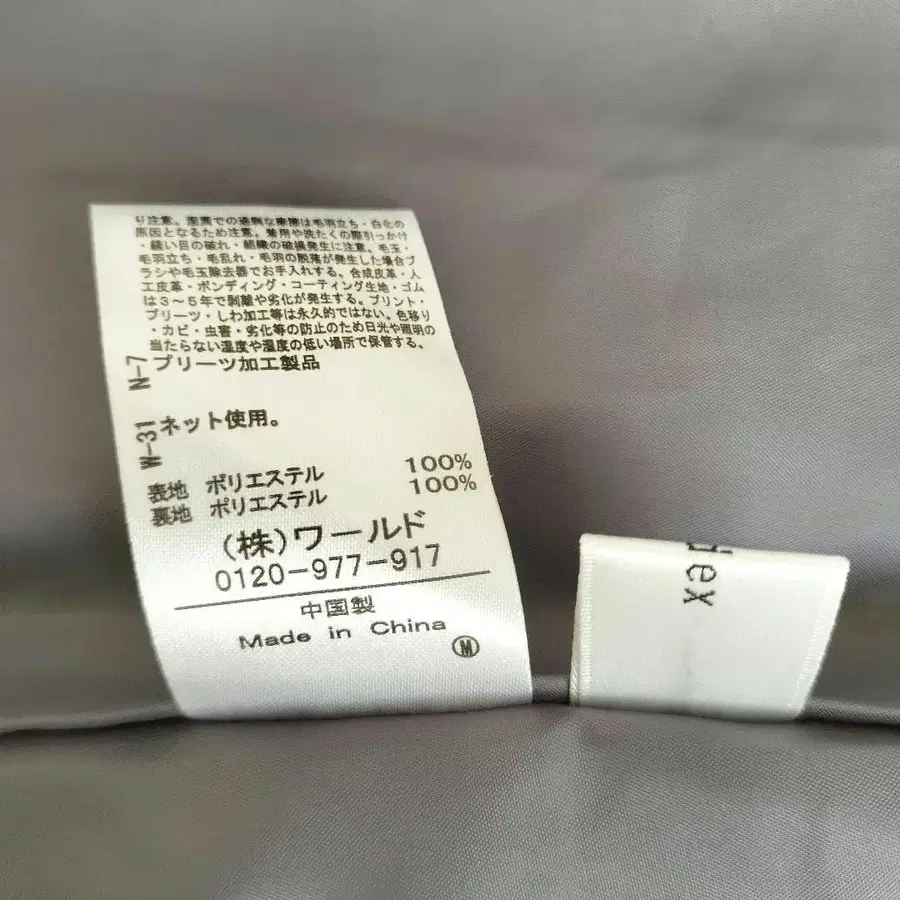 り注意。産業での過剰な摩擦は毛羽立ち・白化の
原因となるため注意。着用や洗たくの際引っかけ
・縫い目の破れ・組織の破損発生に注意。毛玉・
毛羽立ち・毛乱れ・毛羽の脱落が発生した場合ブ
ラシや毛玉除去器でお手入れする。合成皮革・人
工皮革・ボンディング・コーティング生地・ゴム
は3〜5年で剥離や劣化が発生する。プリント・
プリーツ・しわ加工等は永久的ではない。色移り
・カビ・虫害・劣化等の防止のため日光や照明の
当たらない温度や湿度の低い場所で保管する。
N-7 プリーツ加工製品
W-31 ネット使用。
表地 ポリエステル 100%
裏地 ポリエステル 100%
(株)ワールド
0120-977-917
中国製
Made in China
M
dex